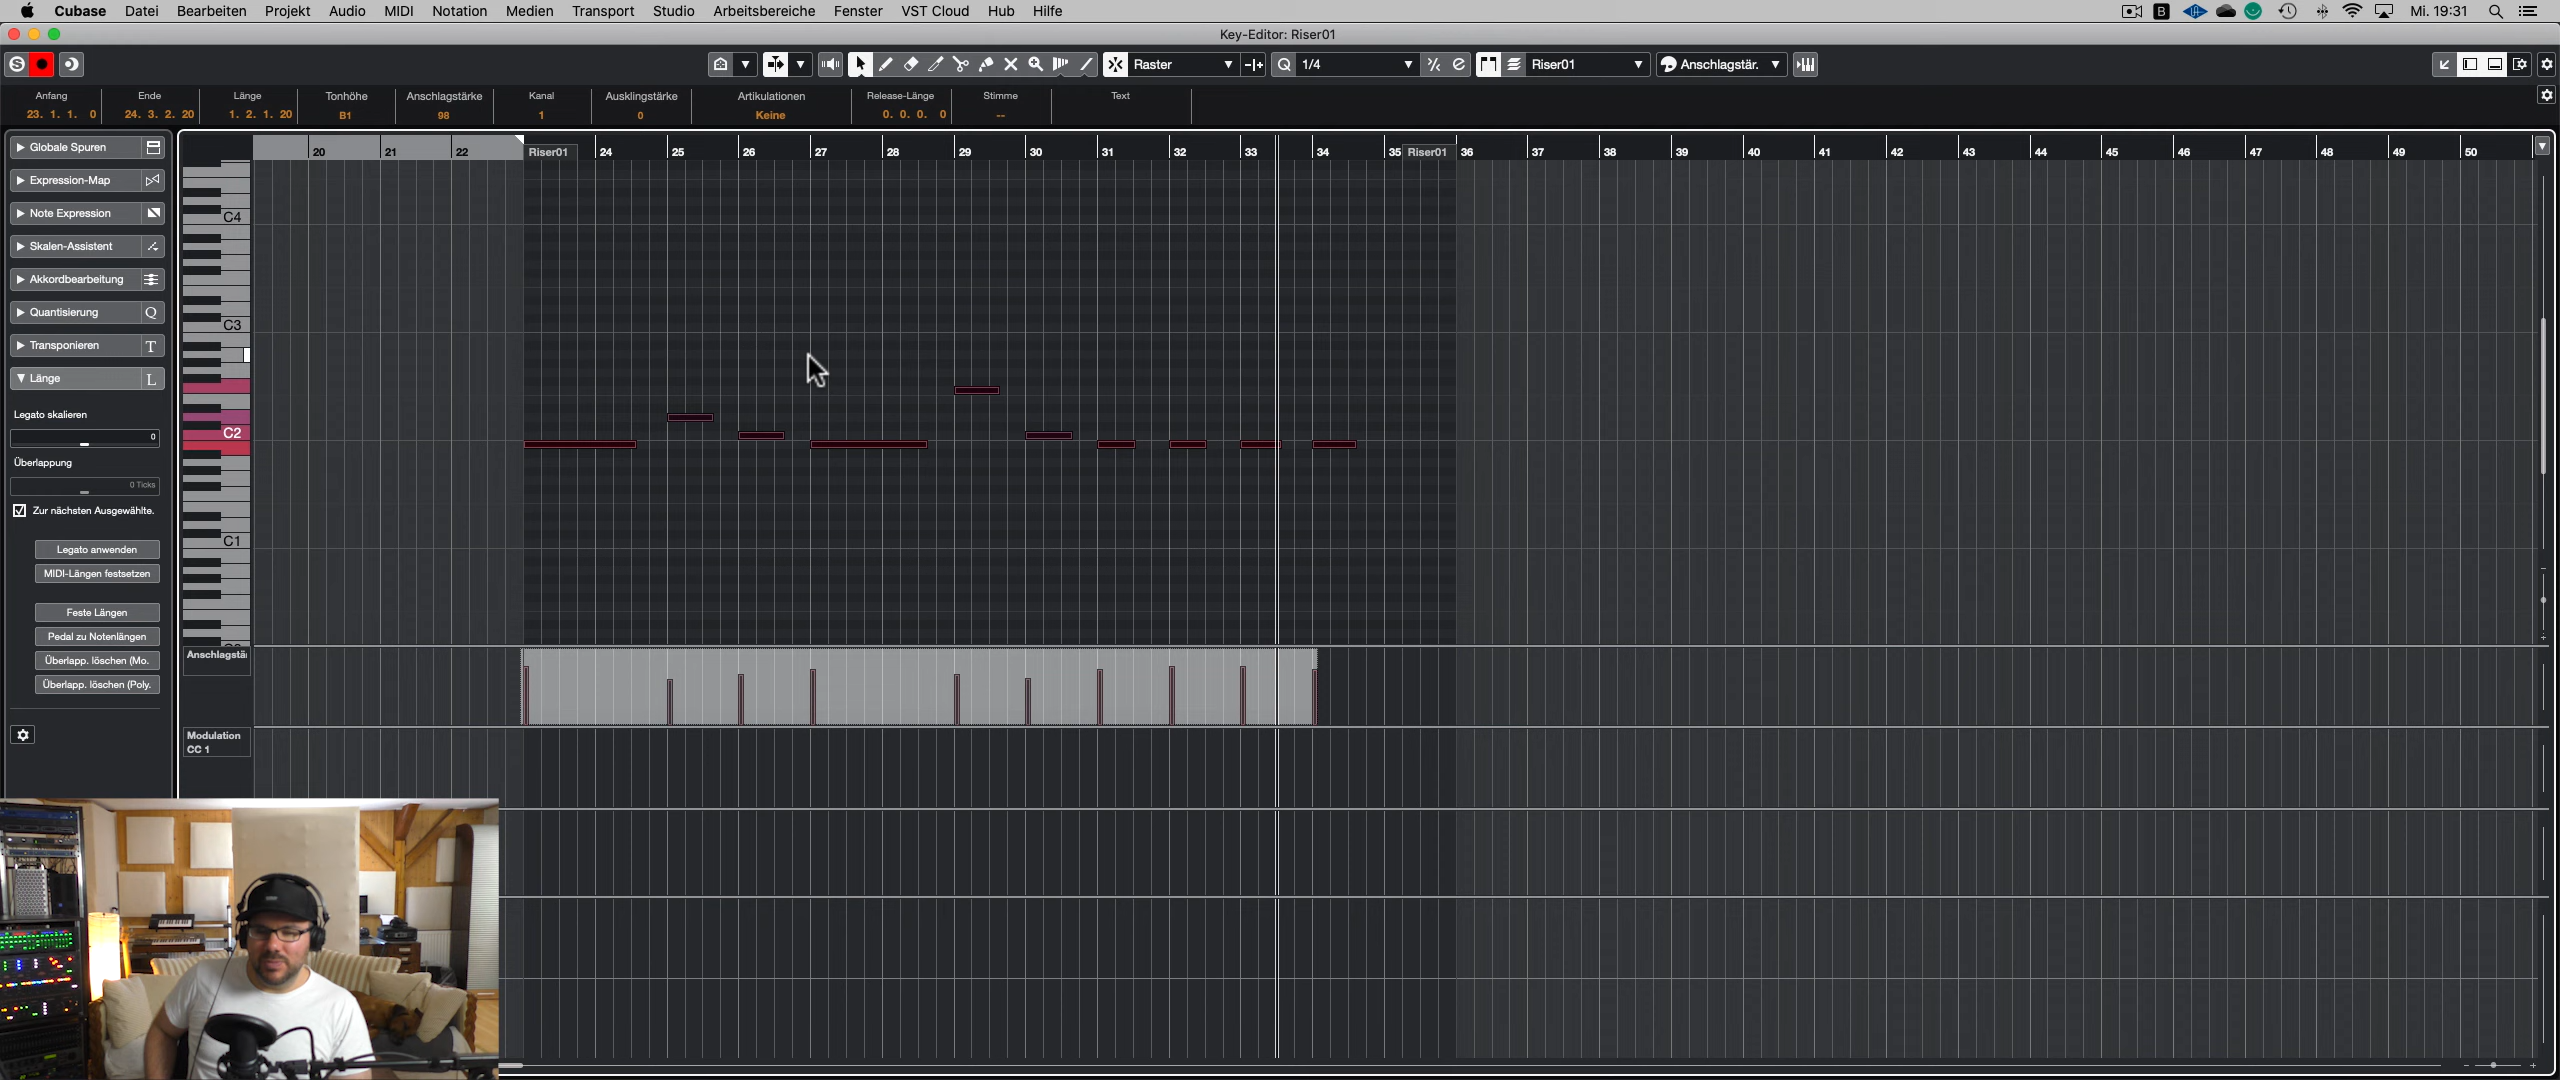 Cubase Datei Bearbeiten Projekt Audio MIDI Notation Medien Transport Studio Arbeitsbereiche Fenster VST Cloud Hub Hilfe
B Mi. 19:31
Key-Editor: Riser01
S Raster Q 1/4 Riser01 Anschlagstär.
Anfang Ende Länge Tonhöhe Anschlagstärke Kanal Ausklingstärke Artikulationen Release-Länge Stimme Text
23. 1. 1. 0 24. 3. 2. 20 1. 2. 1. 20 B1 98 1 0 Keine 0. 0. 0. 0 --
Globale Spuren
Expression-Map
Note Expression
Skalen-Assistent
Akkordbearbeitung
Quantisierung Q
Transponieren T
Länge L
Legato skalieren
0
Überlappung
0 Ticks
Zur nächsten Ausgewählte.
Legato anwenden
MIDI-Längen festsetzen
Feste Längen
Pedal zu Notenlängen
Überlapp. löschen (Mo.
Überlapp. löschen (Poly.
20 21 22 Riser01 24 25 26 27 28 29 30 31 32 33 34 35 Riser01 36 37 38 39 40 41 42 43 44 45 46 47 48 49 50
C4
C3
C2
C1
Anschlagstä
Modulation
CC 1